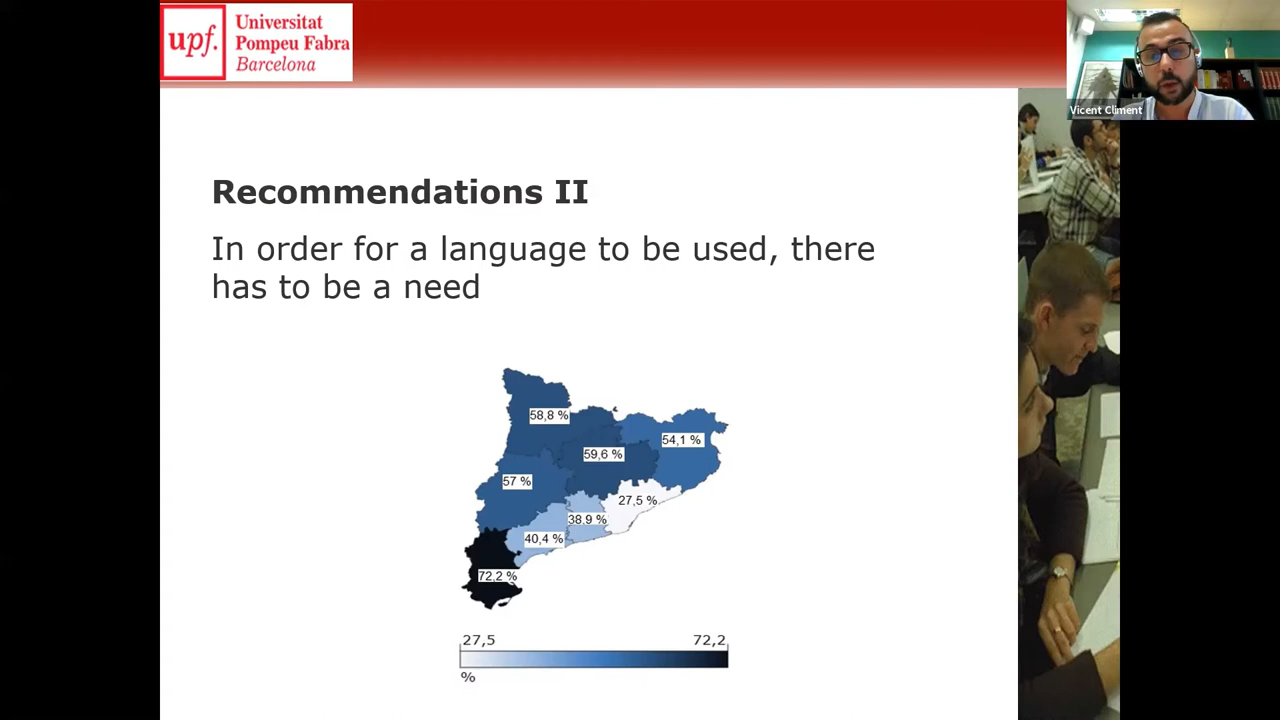 upf.
Universitat
Pompeu Fabra
Barcelona
Vicent Climent
Recommendations II
In order for a language to be used, there
has to be a need
58,8 %
54,1 %
59,6 %
57 %
27,5 %
38,9 %
40,4 %
72,2 %
27,5
72,2
%